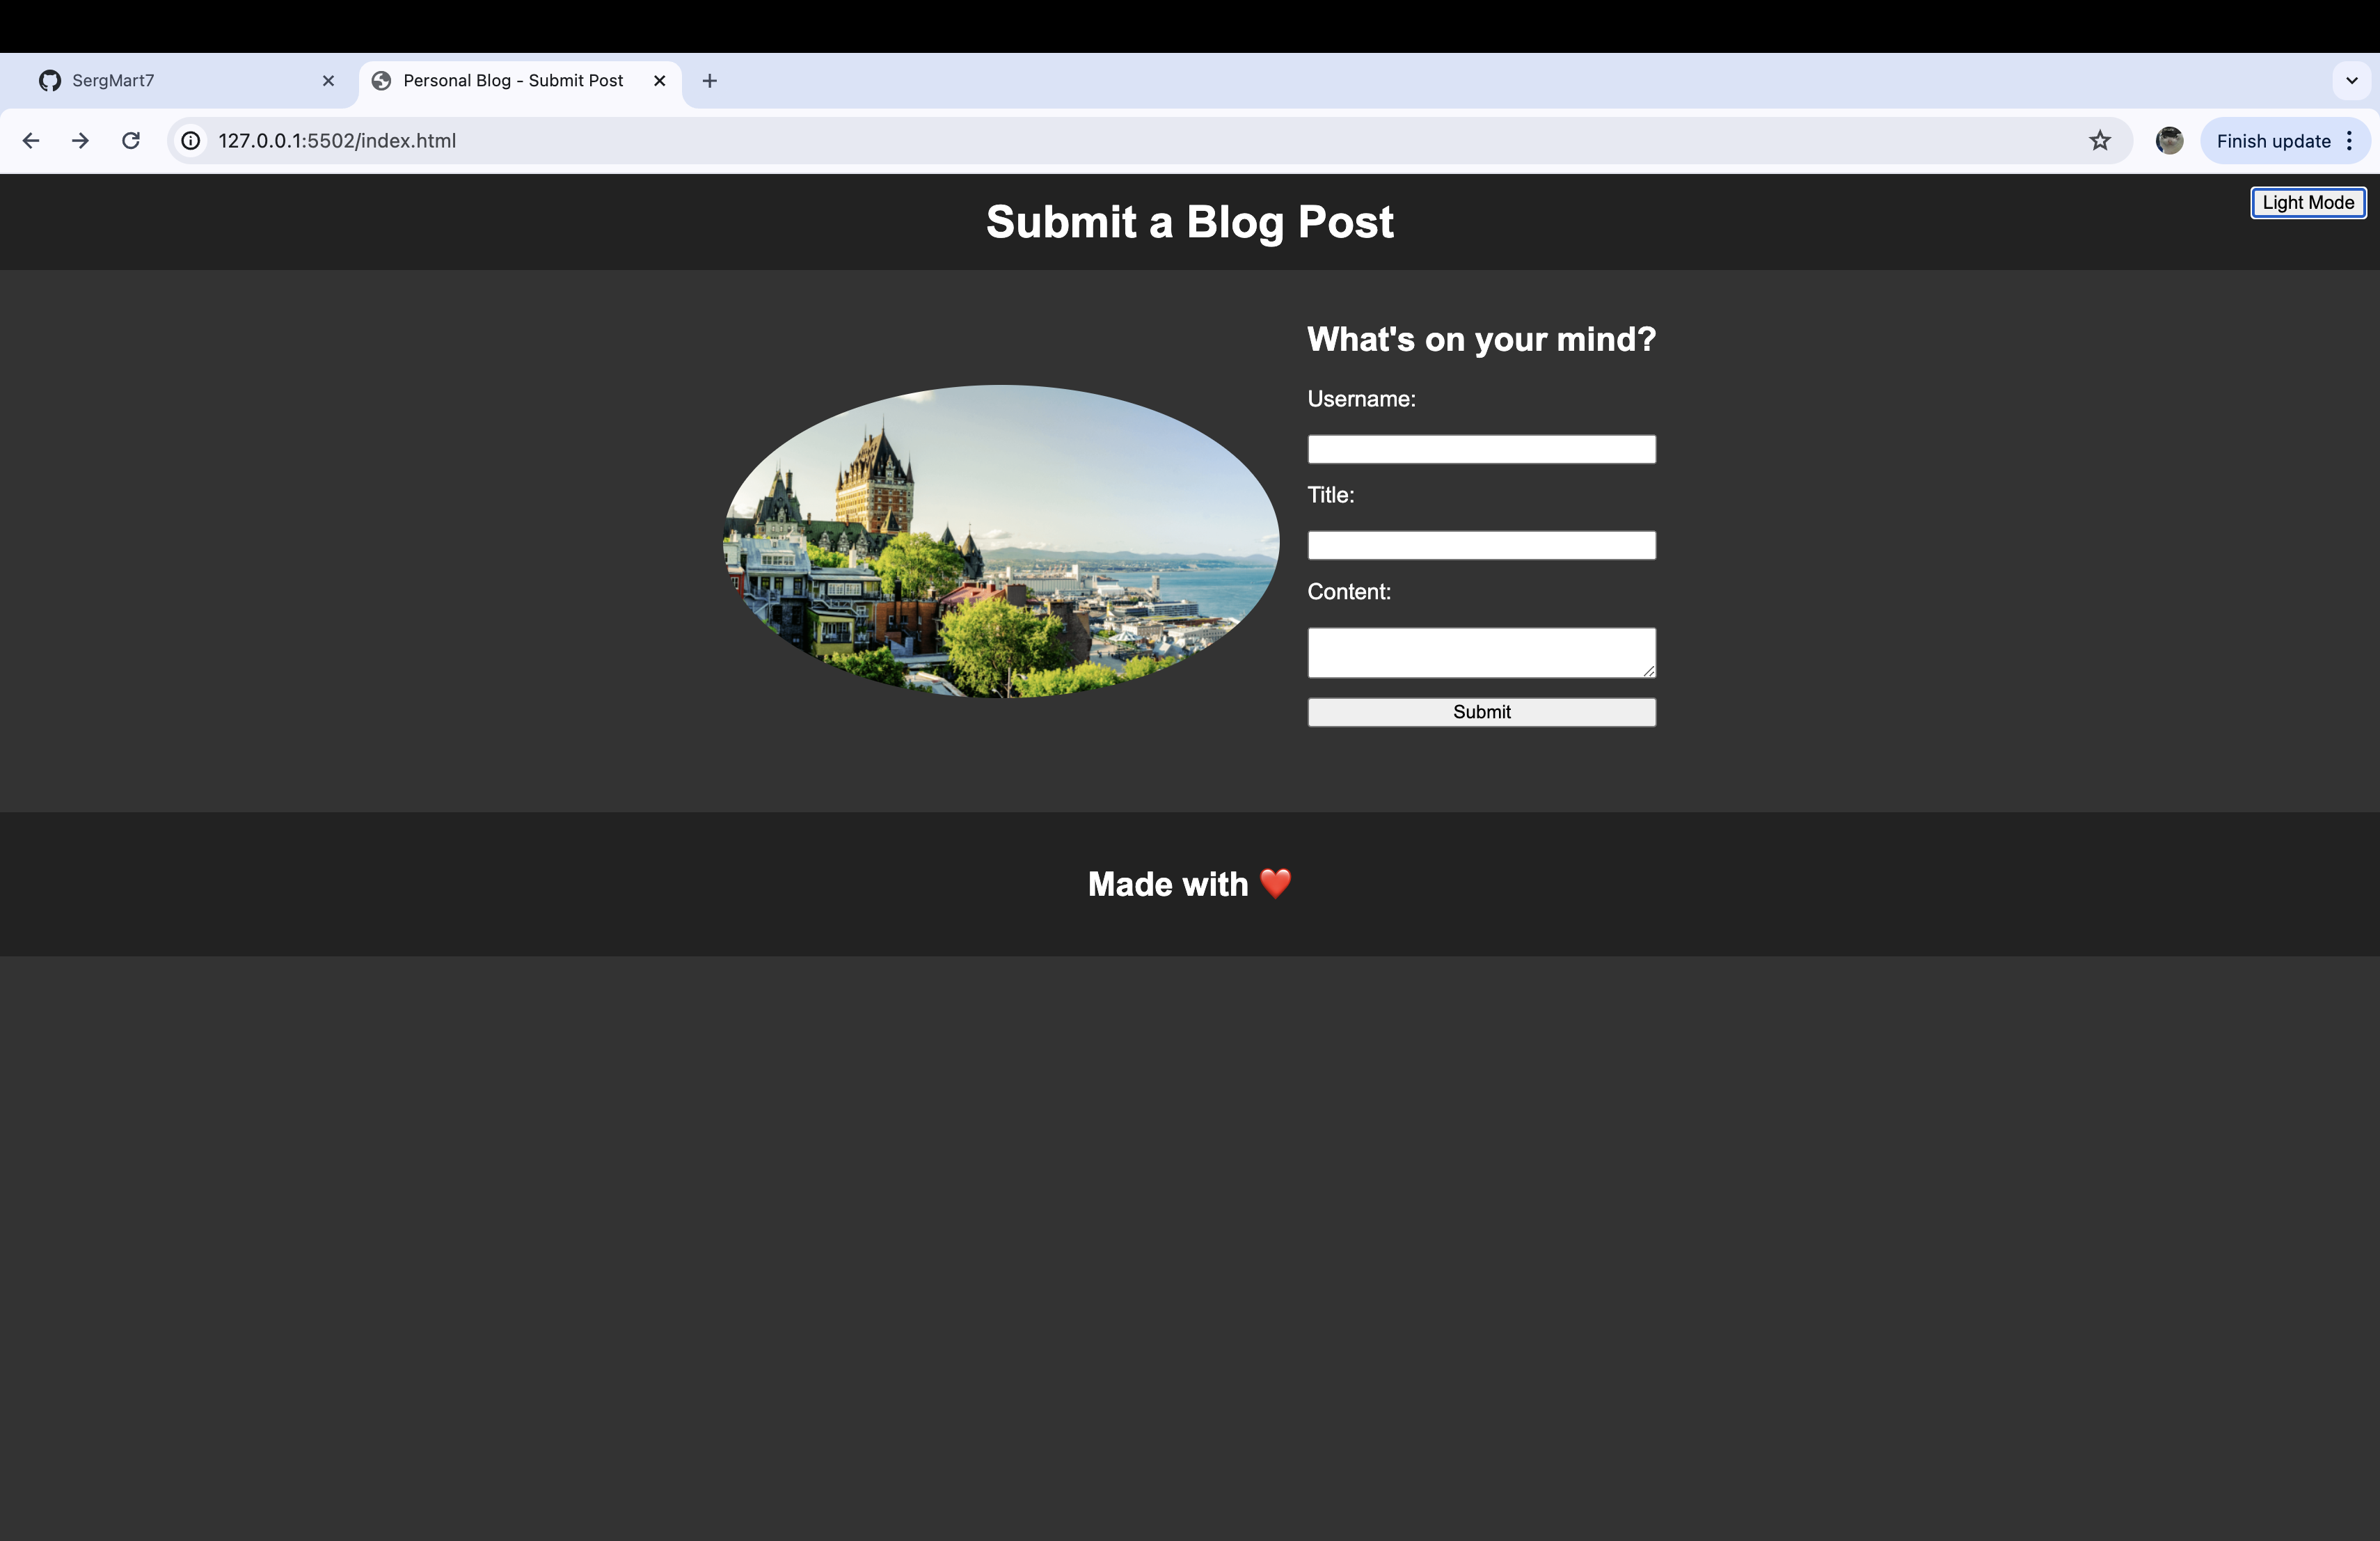 SergMart7
Personal Blog - Submit Post
127.0.0.1:5502/index.html
Finish update
Submit a Blog Post
Light Mode
What's on your mind?
Username:
Title:
Content:
Submit
Made with ❤️